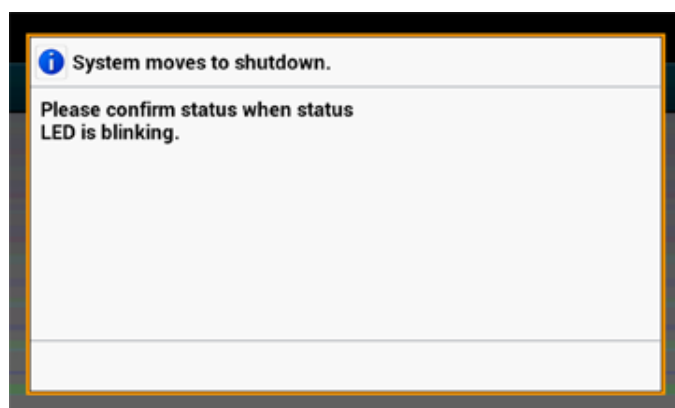 System moves to shutdown.
Please confirm status when status
LED is blinking.